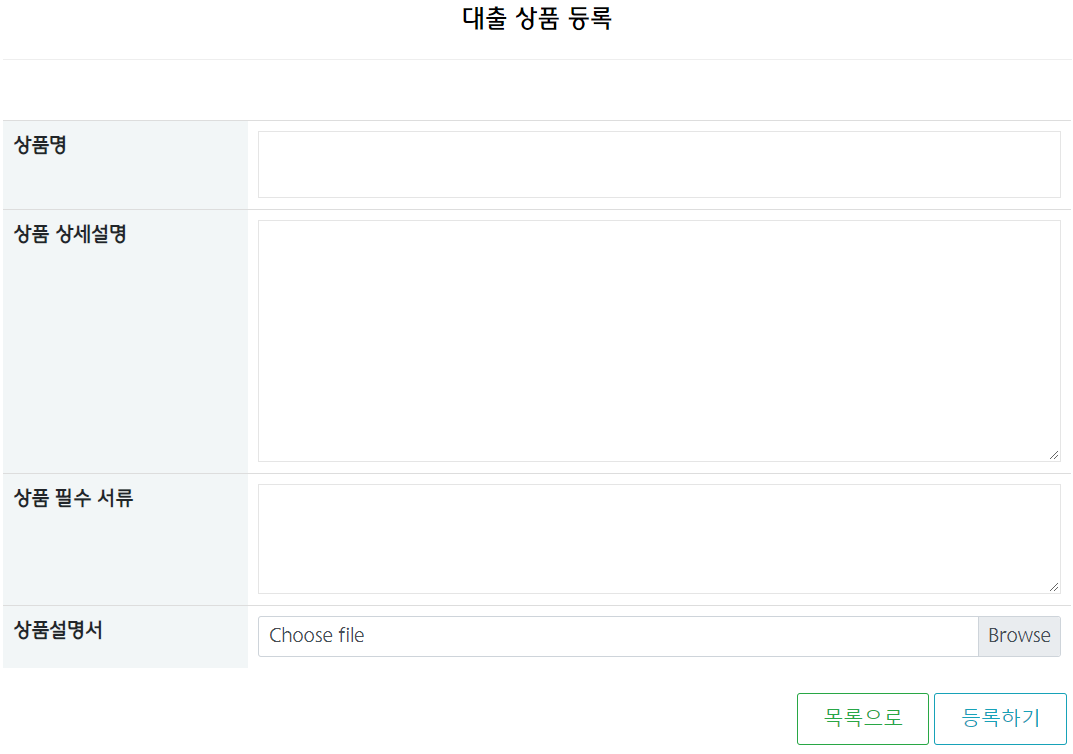 대출 상품 등록
상품명
상품 상세설명
상품 필수 서류
상품설명서
Choose file
Browse
목록으로
등록하기